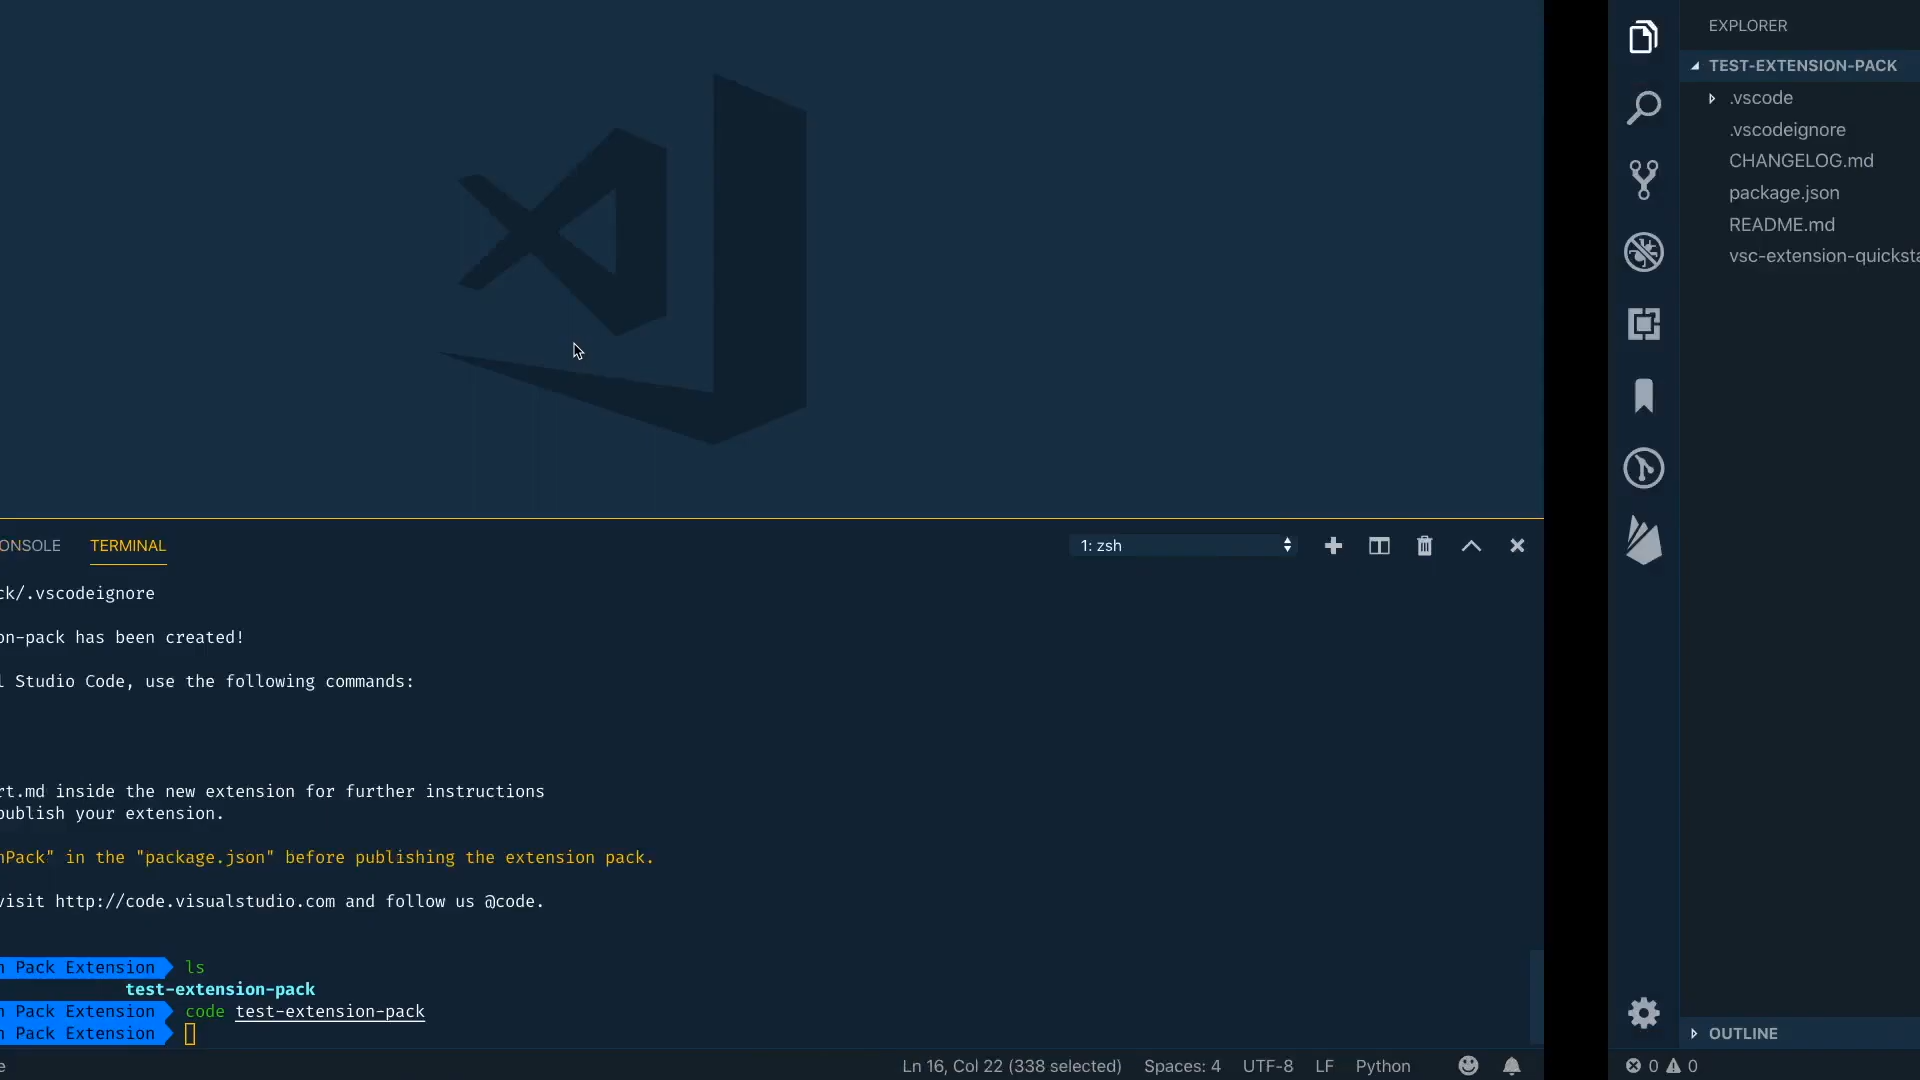 ONSOLE TERMINAL 1: zsh
ck/.vscodeignore
on-pack has been created!
l Studio Code, use the following commands:
rt.md inside the new extension for further instructions
publish your extension.
nPack" in the "package.json" before publishing the extension pack.
visit http://code.visualstudio.com and follow us @code.
n Pack Extension ls
test-extension-pack
n Pack Extension code test-extension-pack
n Pack Extension
e Ln 16, Col 22 (338 selected) Spaces: 4 UTF-8 LF Python
EXPLORER
TEST-EXTENSION-PACK
.vscode
.vscodeignore
CHANGELOG.md
package.json
README.md
vsc-extension-quicksta
OUTLINE
0 0